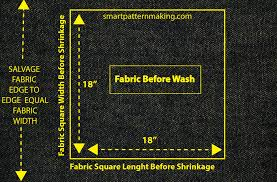 smartpatternmaking.com
SALVAGE
FABRIC
EDGE TO
EDGE EQUAL
FABRIC
WIDTH
Fabric Square Width Before Shrinkage
18"
Fabric Before Wash
18"
Fabric Square Lenght Before Shrinkage